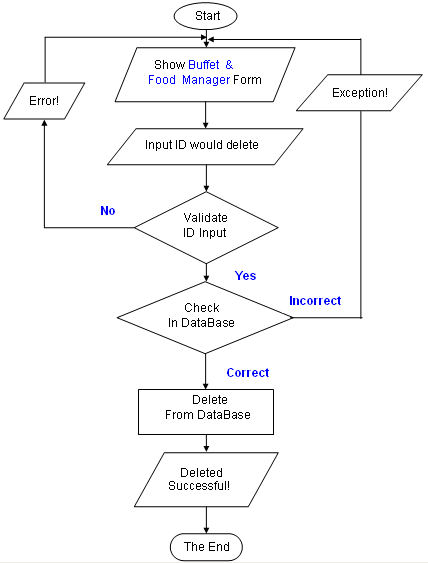 Start
Show Buffet &
Food Manager Form
Error!
Exception!
Input ID would delete
No
Validate
ID Input
Yes
Check
In DataBase
Incorrect
Correct
Delete
From DataBase
Deleted
Successful!
The End